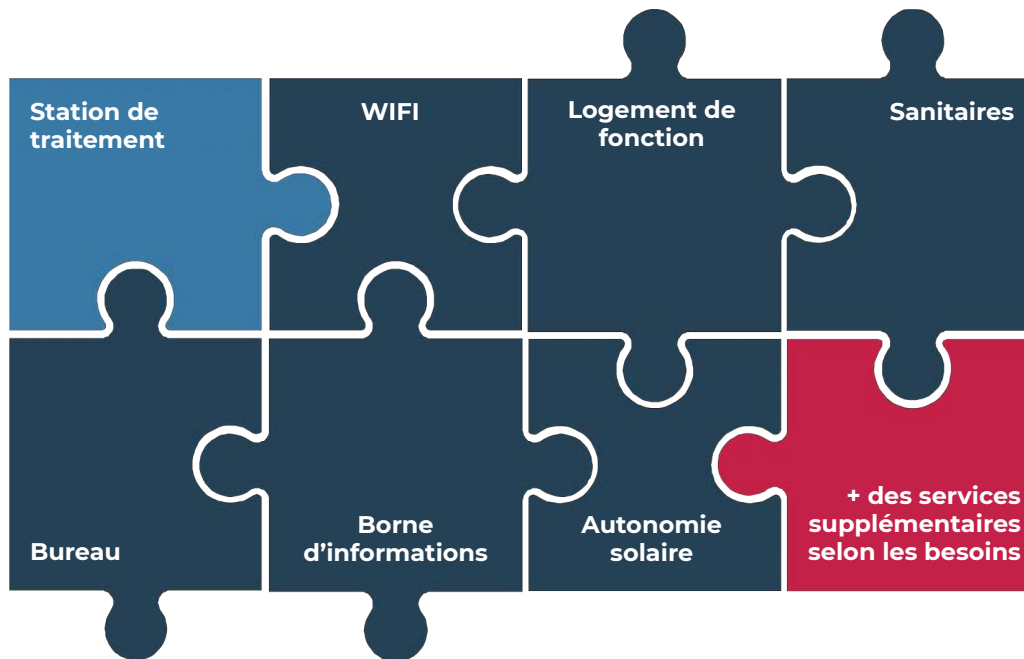 Station de
traitement
WIFI
Logement de
fonction
Sanitaires
Bureau
Borne
d’informations
Autonomie
solaire
+ des services
supplémentaires
selon les besoins